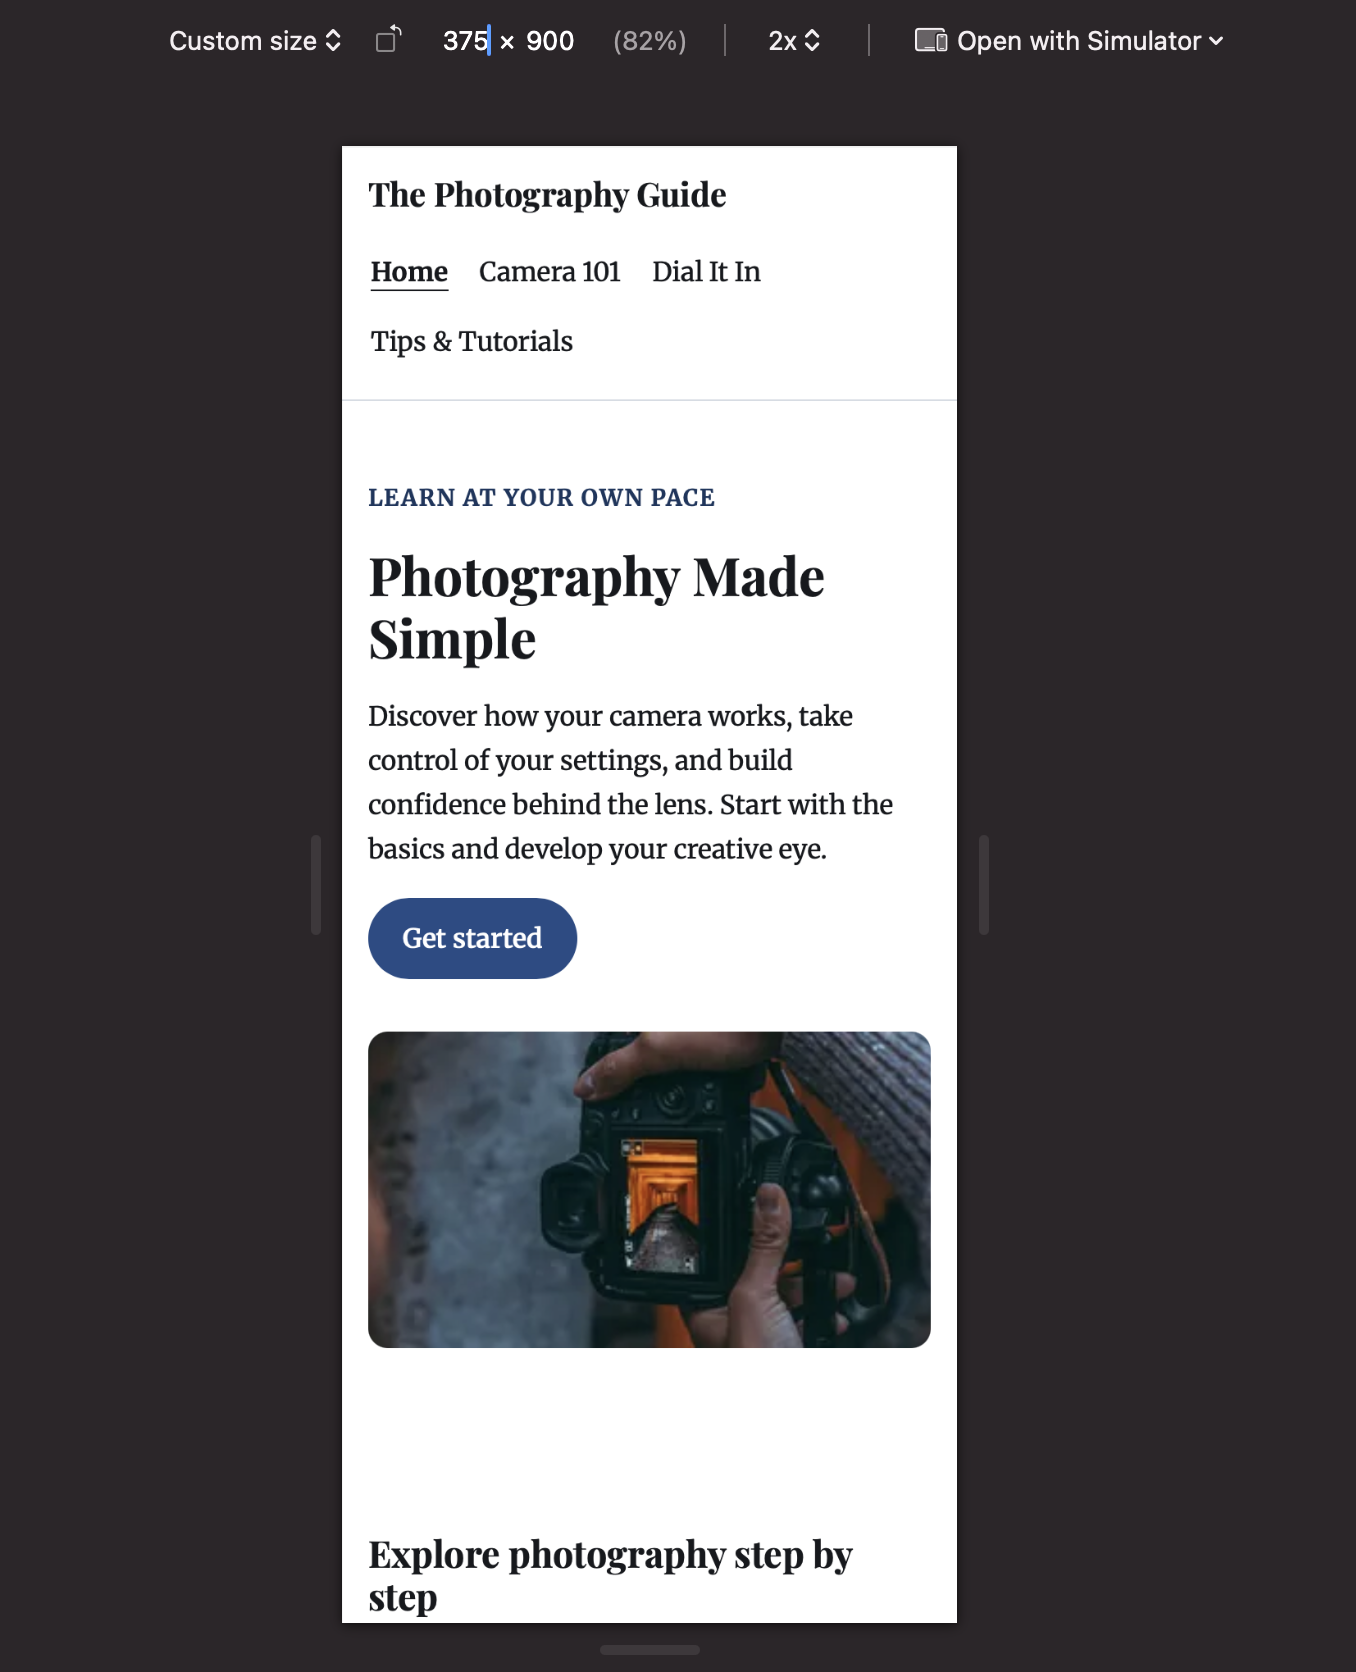 Custom size 375 × 900 (82%) 2x Open with Simulator
The Photography Guide
Home Camera 101 Dial It In
Tips & Tutorials
LEARN AT YOUR OWN PACE
Photography Made
Simple
Discover how your camera works, take
control of your settings, and build
confidence behind the lens. Start with the
basics and develop your creative eye.
Get started
Explore photography step by
step